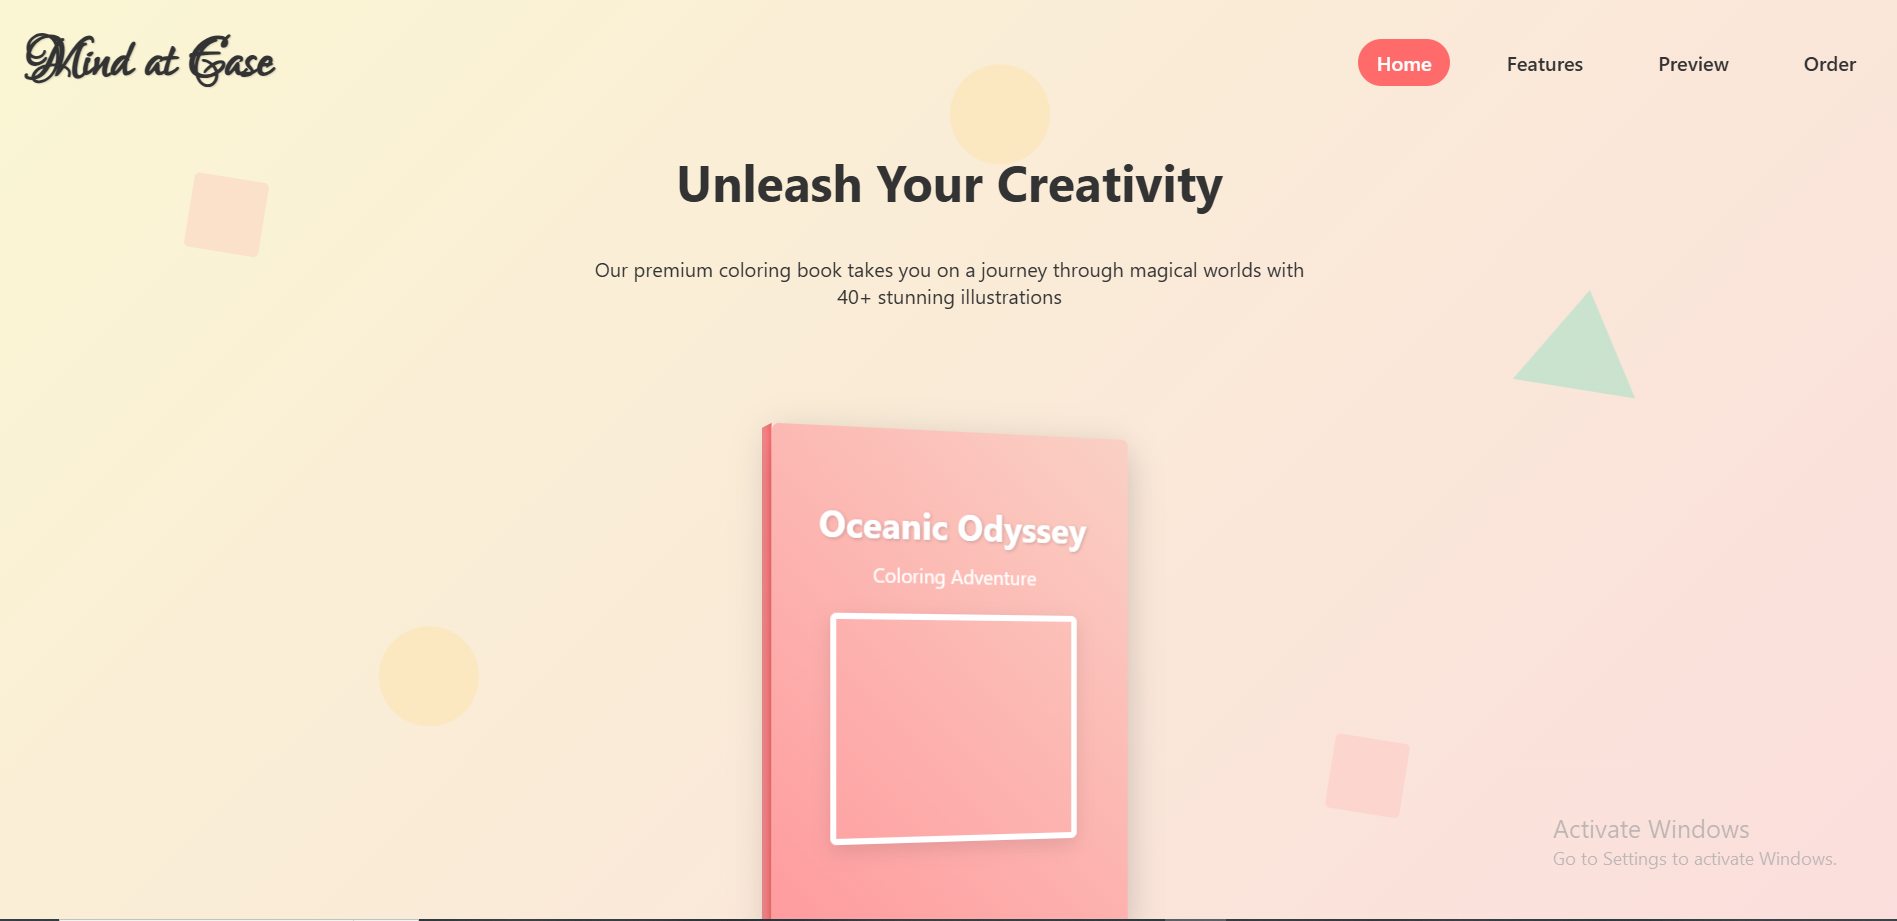 Mind at Ease
Home
Features
Preview
Order
Unleash Your Creativity
Our premium coloring book takes you on a journey through magical worlds with
40+ stunning illustrations
Oceanic Odyssey
Coloring Adventure
Activate Windows
Go to Settings to activate Windows.